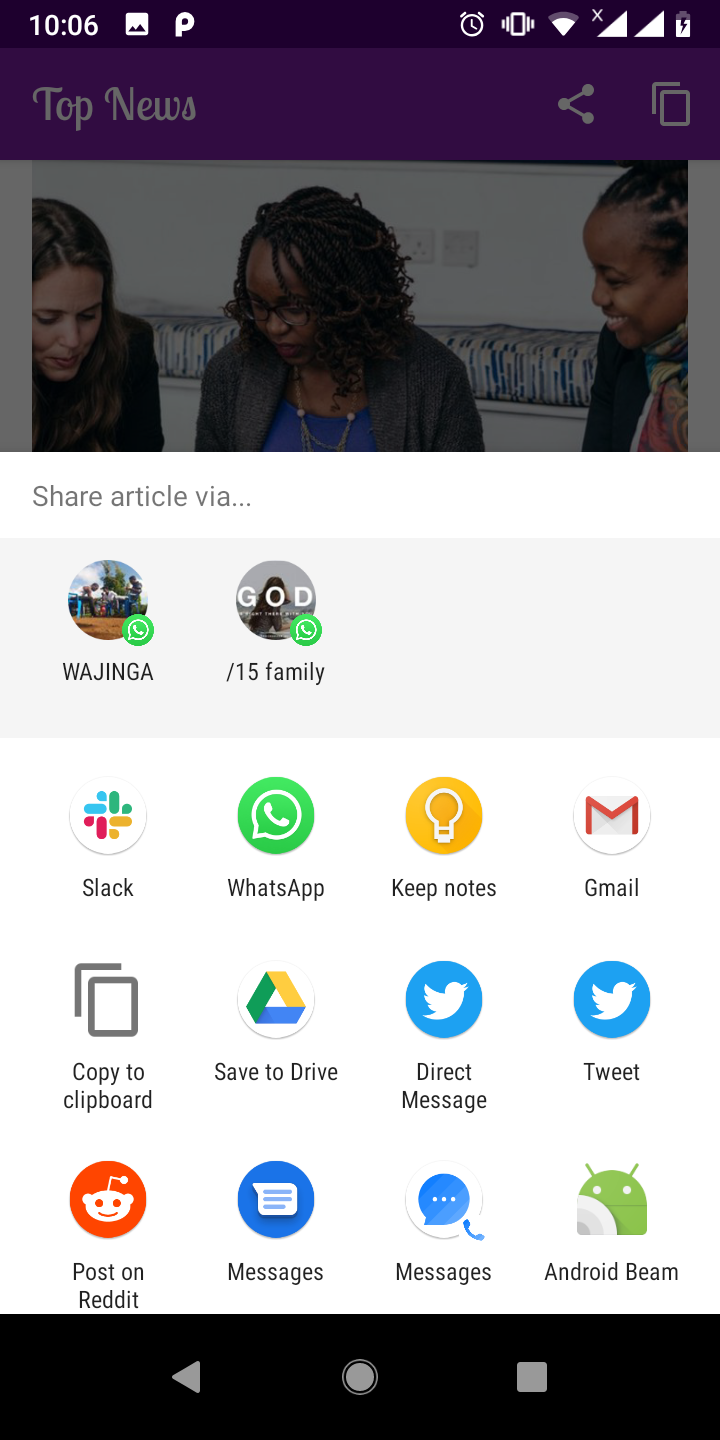 10:06
Top News
Share article via...
GOD
WAJINGA
/15 family
Slack
WhatsApp
Keep notes
Gmail
Copy to
clipboard
Save to Drive
Direct
Message
Tweet
Post on
Reddit
Messages
Messages
Android Beam